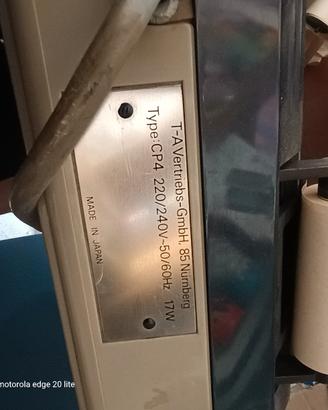 T-A Vertriebs-GmbH, 85 Nürnberg
Type:CP4 220/240V~50/60Hz 17W
MADE IN JAPAN
motorola edge 20 lite